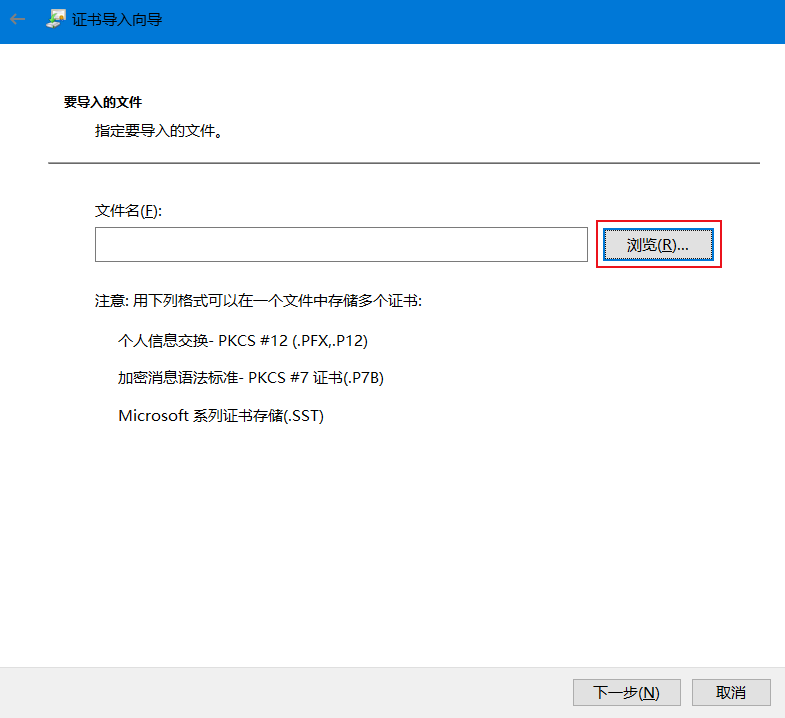 证书导入向导
要导入的文件
指定要导入的文件。
文件名(F):
浏览(R)...
注意: 用下列格式可以在一个文件中存储多个证书:
个人信息交换- PKCS #12 (.PFX,.P12)
加密消息语法标准- PKCS #7 证书(.P7B)
Microsoft 系列证书存储(.SST)
下一步(N)
取消